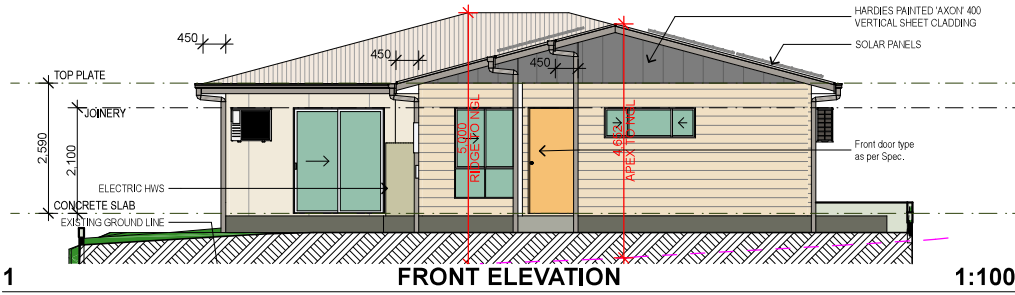 HARDIES PAINTED 'AXON' 400
VERTICAL SHEET CLADDING
SOLAR PANELS
450
450
450
TOP PLATE
JOINERY
2.590
2.100
5.000
RIDGE TO NGL
4.652
APEX TO NGL
Front door type
as per Spec.
ELECTRIC HWS
CONCRETE SLAB
EXISTING GROUND LINE
1 FRONT ELEVATION 1:100